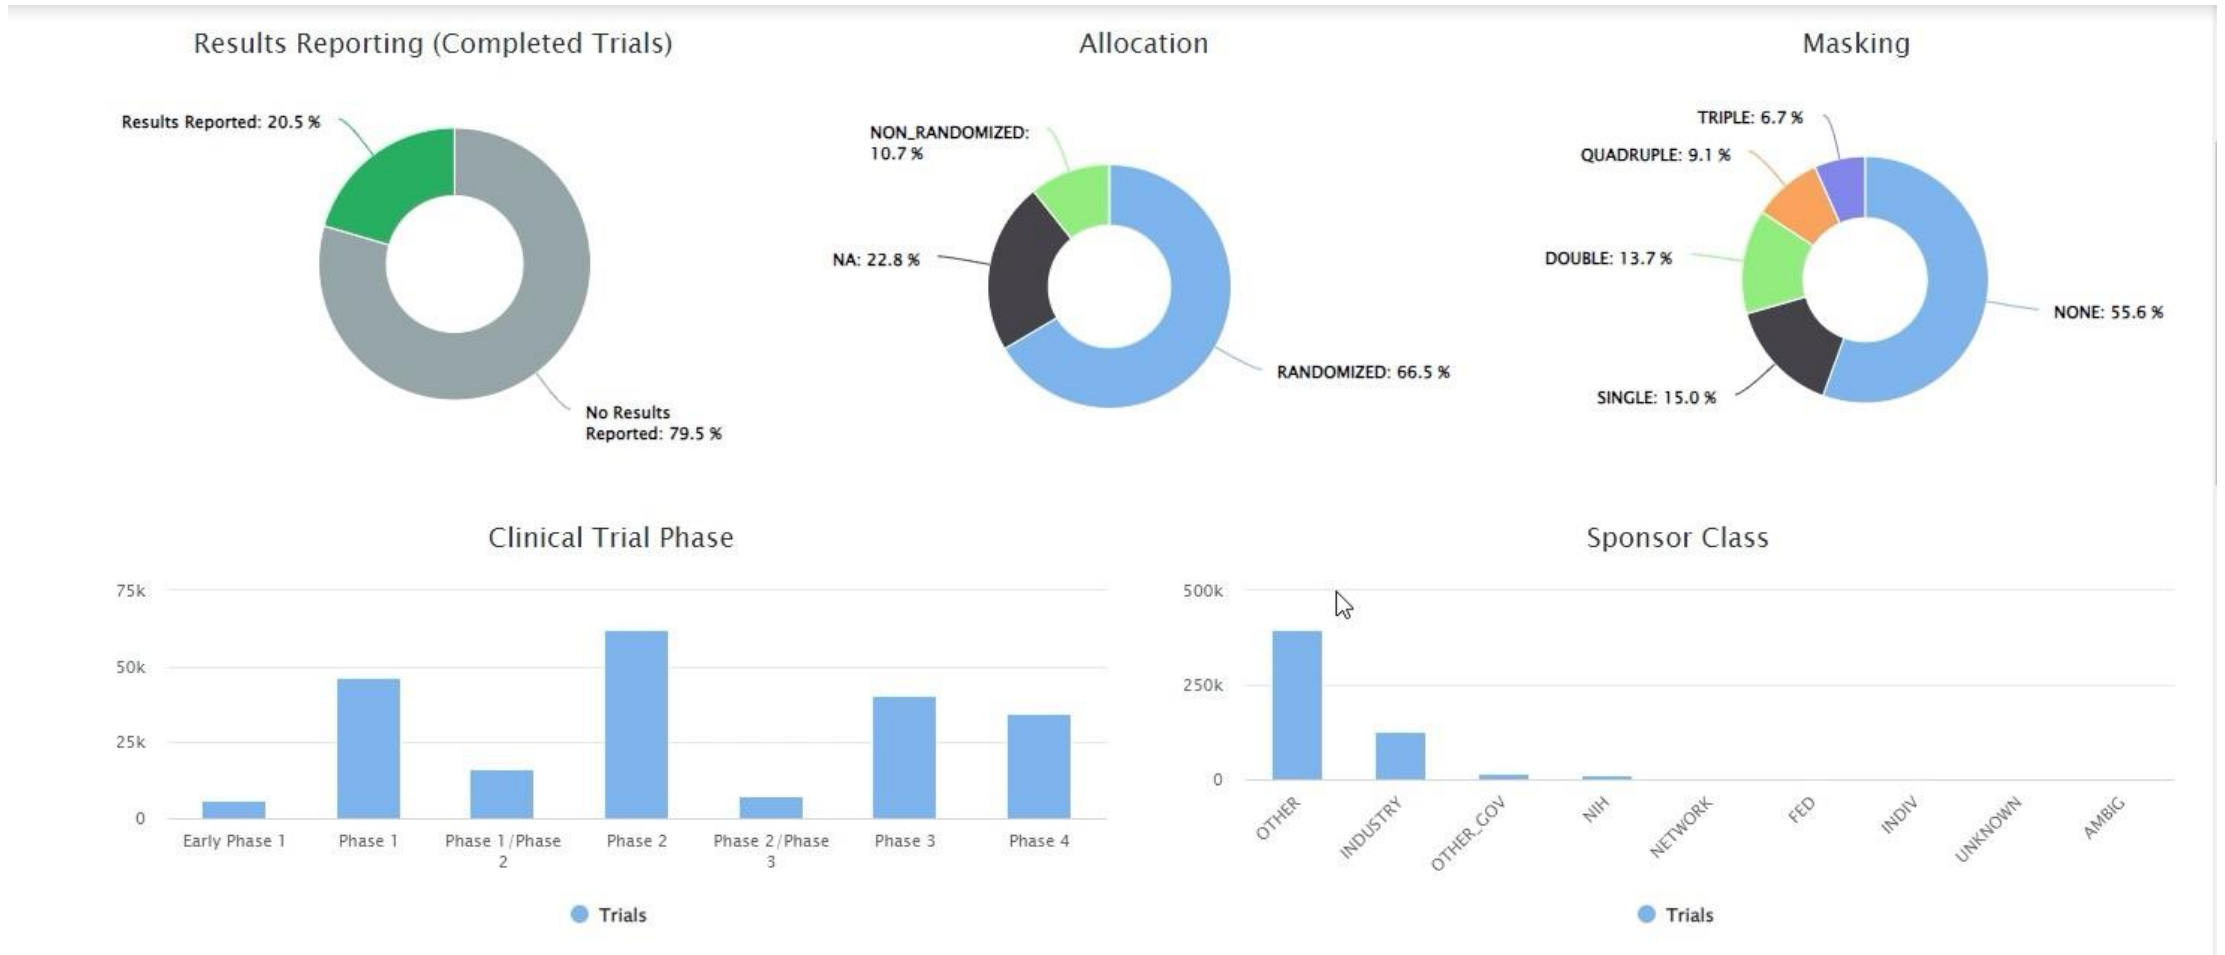 Results Reporting (Completed Trials)
Results Reported: 20.5 %
No Results
Reported: 79.5 %
Allocation
NON_RANDOMIZED:
10.7 %
NA: 22.8 %
RANDOMIZED: 66.5 %
Masking
TRIPLE: 6.7 %
QUADRUPLE: 9.1 %
DOUBLE: 13.7 %
NONE: 55.6 %
SINGLE: 15.0 %
Clinical Trial Phase
75k
50k
25k
0
Early Phase 1
Phase 1
Phase 1/Phase
2
Phase 2
Phase 2/Phase
3
Phase 3
Phase 4
Trials
Sponsor Class
500k
250k
0
OTHER
INDUSTRY
OTHER_GOV
NIH
NETWORK
FED
INDIV
UNKNOWN
AMBIG
Trials